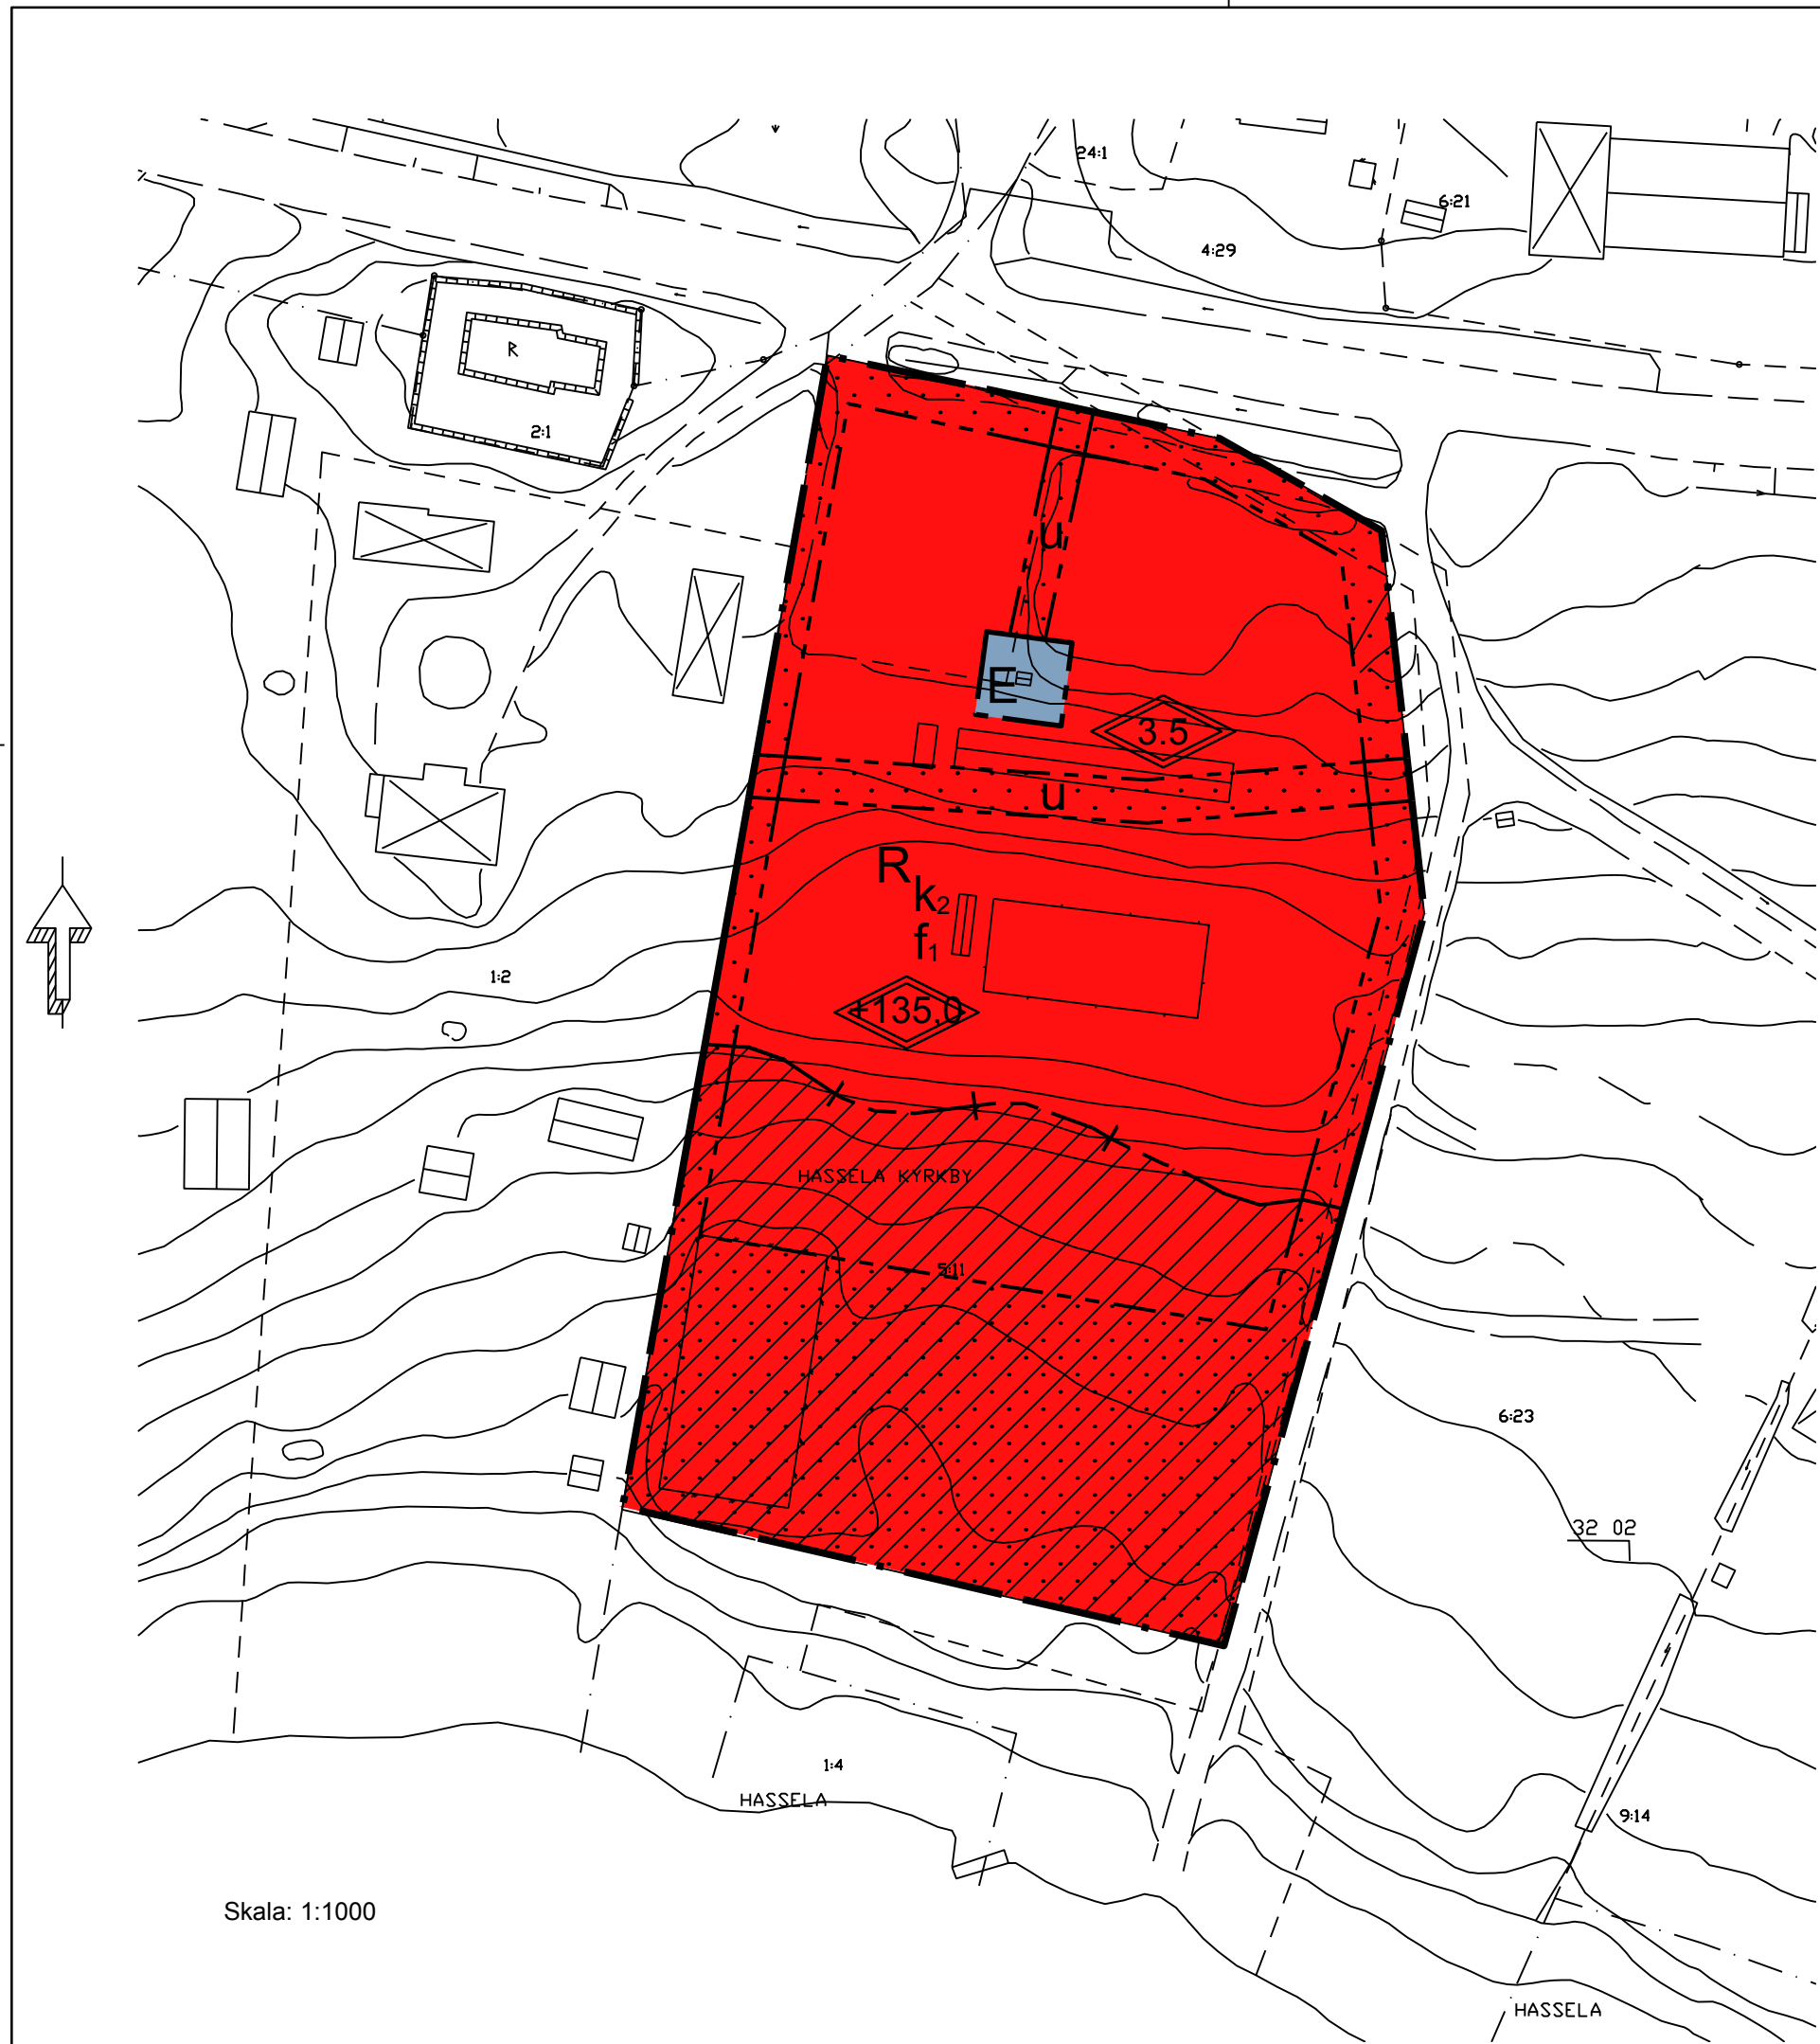 24:1
6:21
4:29
R
2:1
u
E
3.5
u
R
k₂
f₁
1:2
+135.0
HASSELA KYRKBY
5:11
6:23
32 02
1:4
HASSELA
9:14
Skala: 1:1000
HASSELA